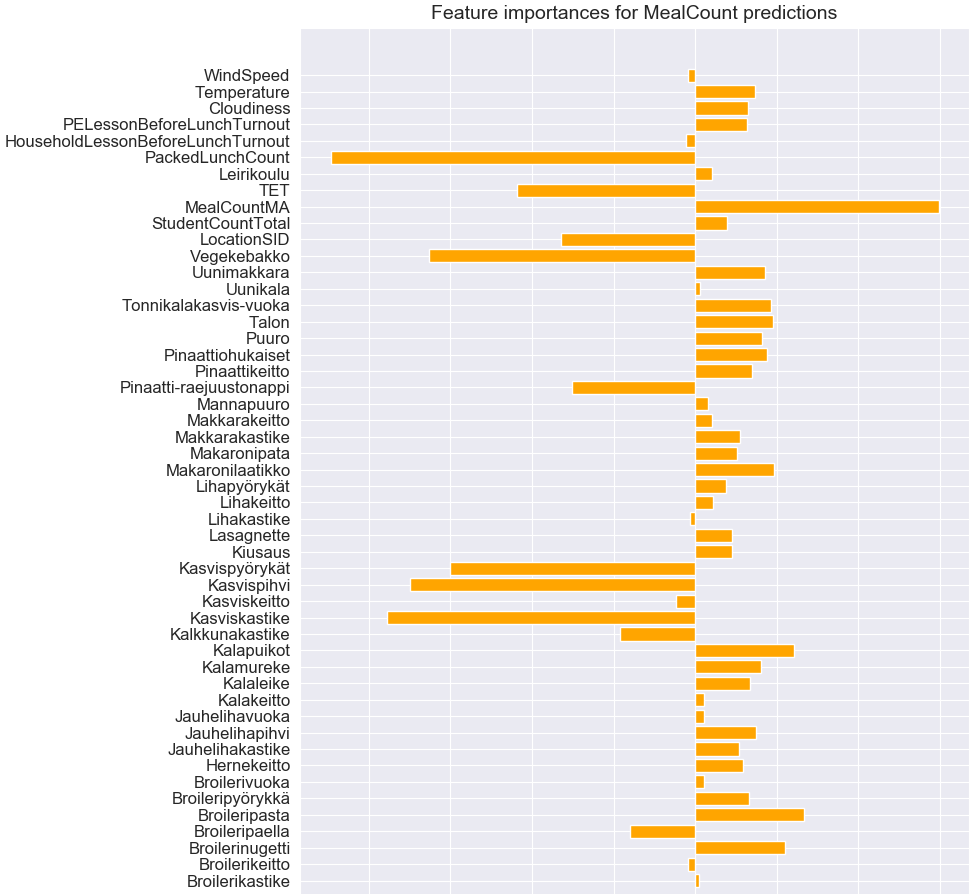 Feature importances for MealCount predictions
WindSpeed
Temperature
Cloudiness
PELessonBeforeLunchTurnout
HouseholdLessonBeforeLunchTurnout
PackedLunchCount
Leirikoulu
TET
MealCountMA
StudentCountTotal
LocationSID
Vegekebakko
Uunimakkara
Uunikala
Tonnikalakasvis-vuoka
Talon
Puuro
Pinaattiohukaiset
Pinaattikeitto
Pinaatti-raejuustonappi
Mannapuuro
Makkarakeitto
Makkarakastike
Makaronipata
Makaronilaatikko
Lihapyörykät
Lihakeitto
Lihakastike
Lasagnette
Kiusaus
Kasvispyörykät
Kasvispihvi
Kasviskeitto
Kasviskastike
Kalkkunakastike
Kalapuikot
Kalamureke
Kalaleike
Kalakeitto
Jauhelihavuoka
Jauhelihapihvi
Jauhelihakastike
Hernekeitto
Broilerivuoka
Broileripyörykkä
Broileripasta
Broileripaella
Broilerinugetti
Broilerikeitto
Broilerikastike